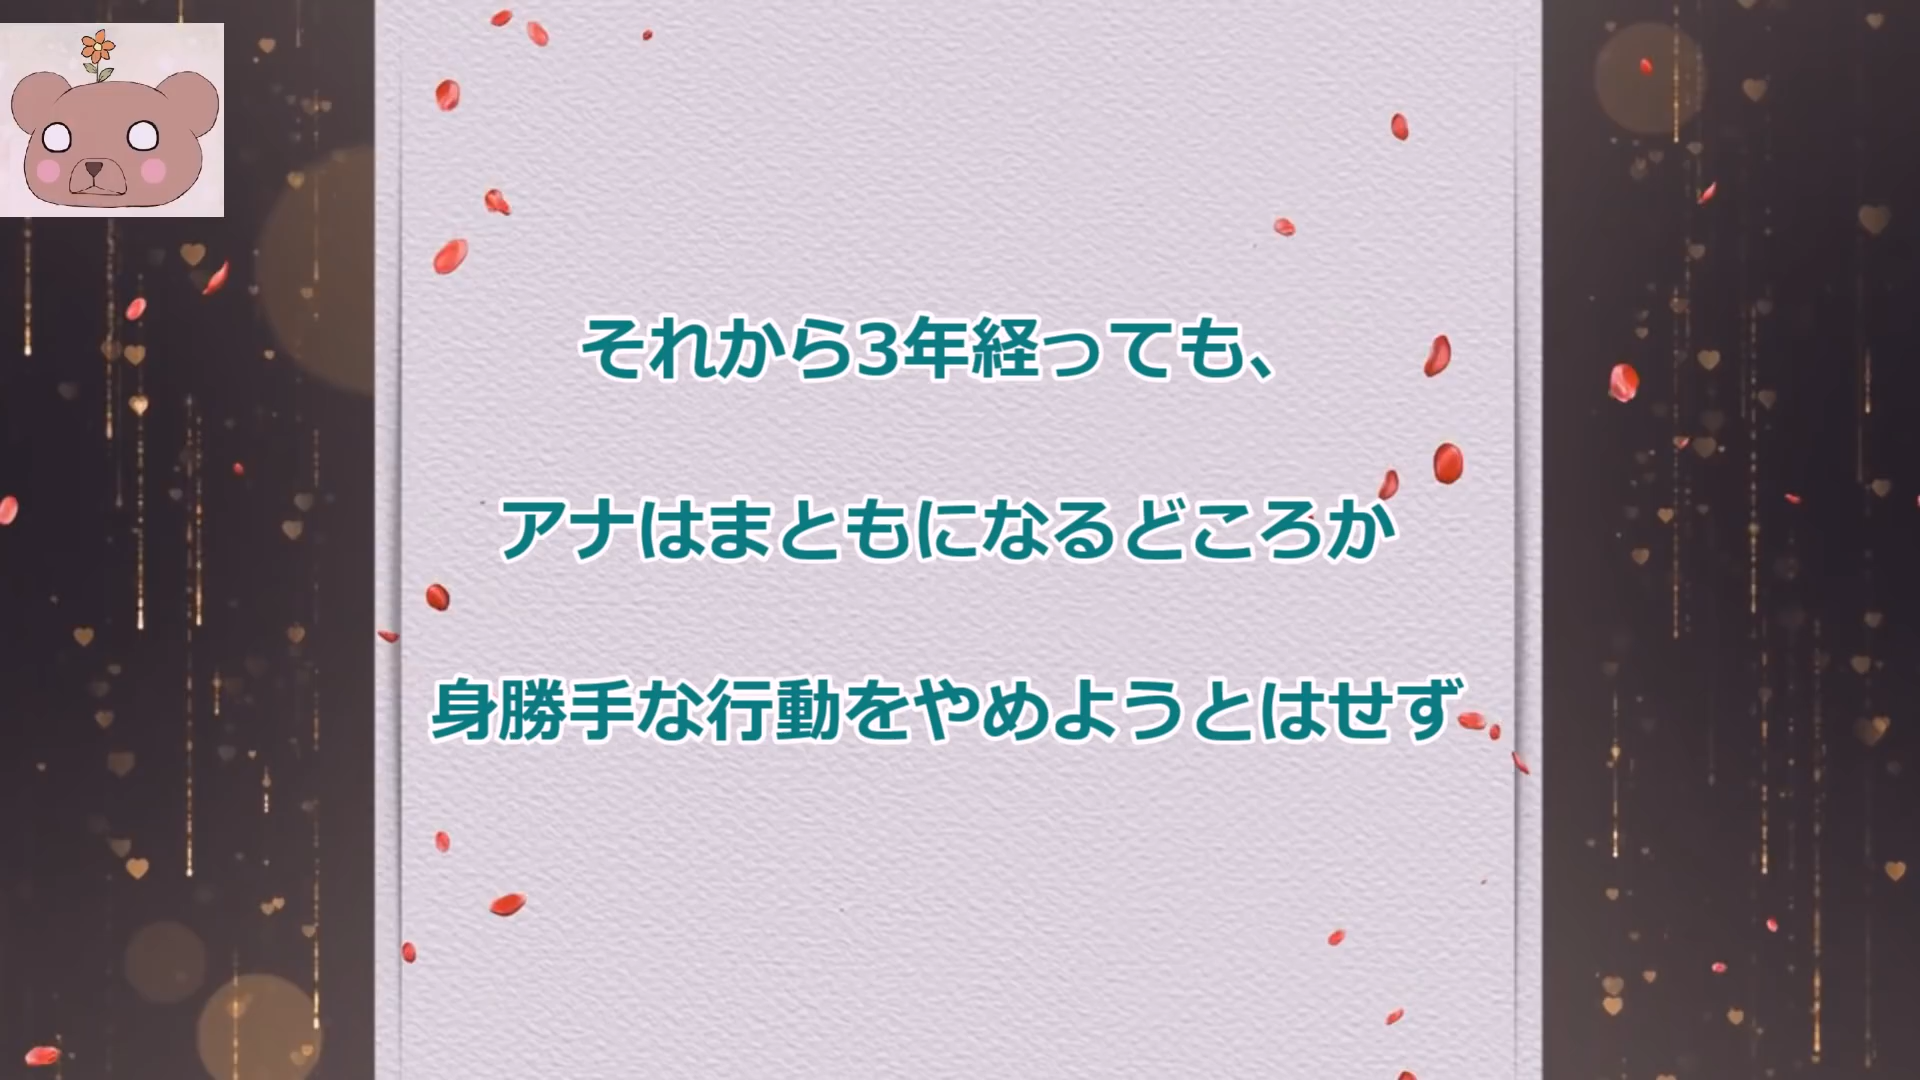 それから3年経っても、
アナはまともになるどころか
身勝手な行動をやめようとはせず